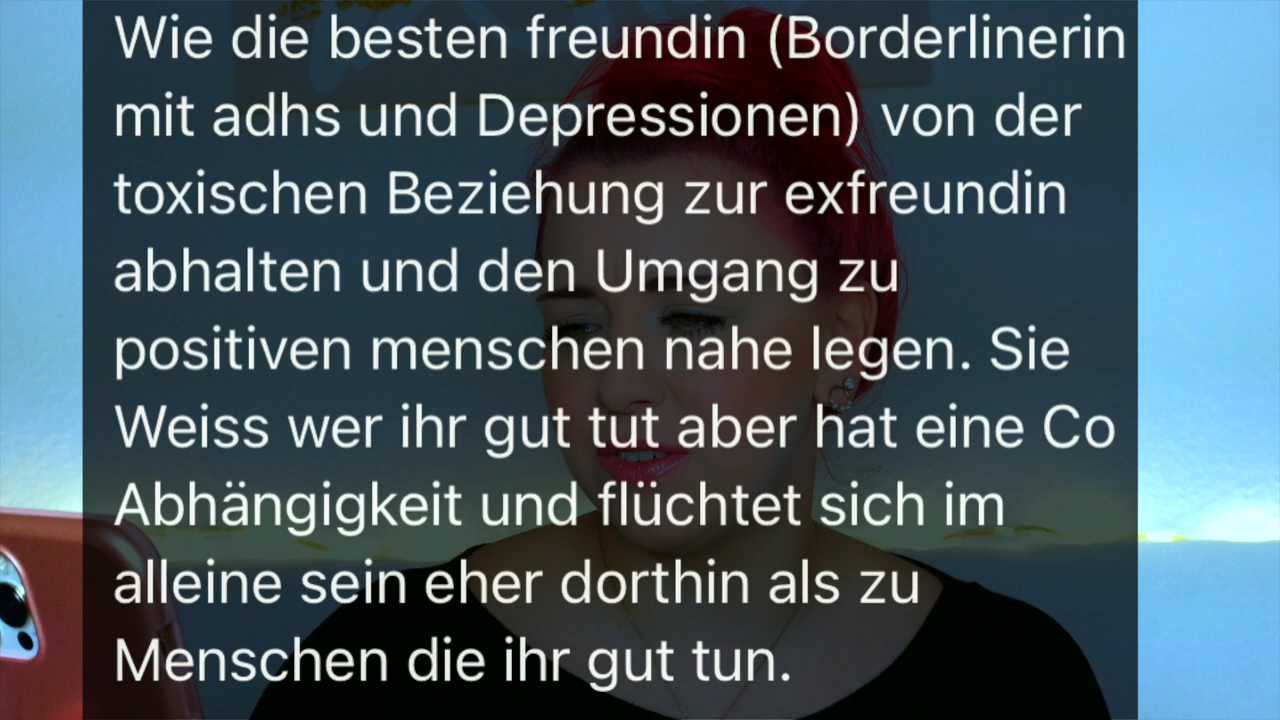 Wie die besten freundin (Borderlinerin
mit adhs und Depressionen) von der
toxischen Beziehung zur exfreundin
abhalten und den Umgang zu
positiven menschen nahe legen. Sie
Weiss wer ihr gut tut aber hat eine Co
Abhängigkeit und flüchtet sich im
alleine sein eher dorthin als zu
Menschen die ihr gut tun.